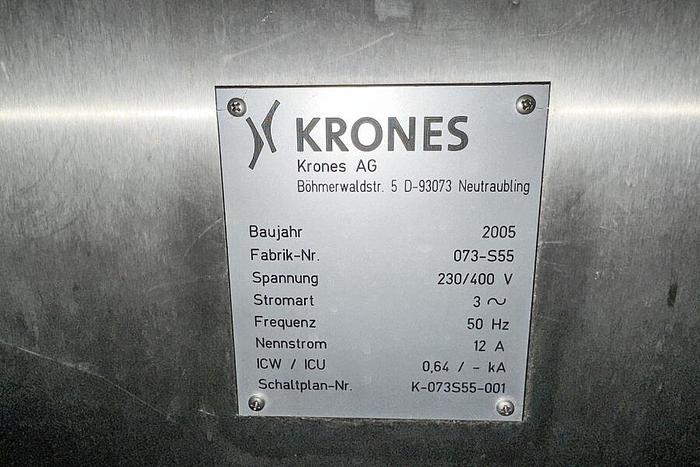 KRONES
Krones AG
Böhmerwaldstr. 5 D-93073 Neutraubling
Baujahr 2005
Fabrik-Nr. 073-S55
Spannung 230/400 V
Stromart 3 ~
Frequenz 50 Hz
Nennstrom 12 A
ICW / ICU 0,64 / - kA
Schaltplan-Nr. K-073S55-001